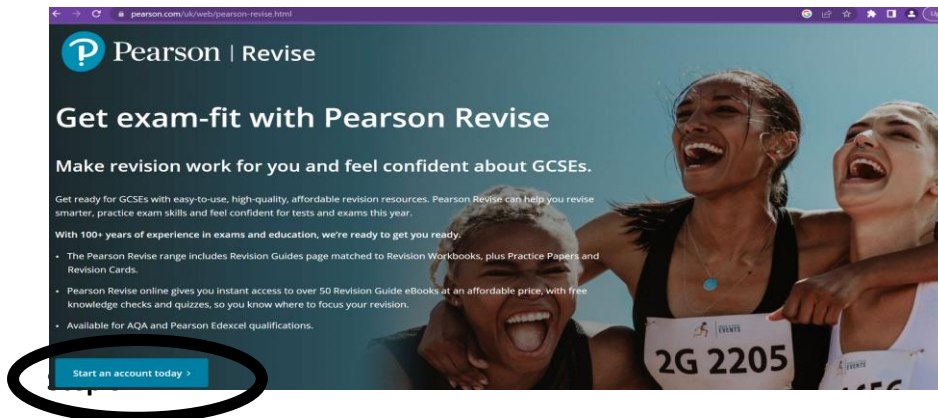 pearson.com/uk/web/pearson-revise.html
Pearson | Revise
Get exam-fit with Pearson Revise
Make revision work for you and feel confident about GCSEs.
Get ready for GCSEs with easy-to-use, high-quality, affordable revision resources. Pearson Revise can help you revise
smarter, practice exam skills and feel confident for tests and exams this year.
With 100+ years of experience in exams and education, we're ready to get you ready.
• The Pearson Revise range includes Revision Guides page matched to Revision Workbooks, plus Practice Papers and
Revision Cards.
• Pearson Revise online gives you instant access to over 50 Revision Guide eBooks at an affordable price, with free
knowledge checks and quizzes, so you know where to focus your revision.
• Available for AQA and Pearson Edexcel qualifications.
EVENTS
2G 2205
Start an account today >